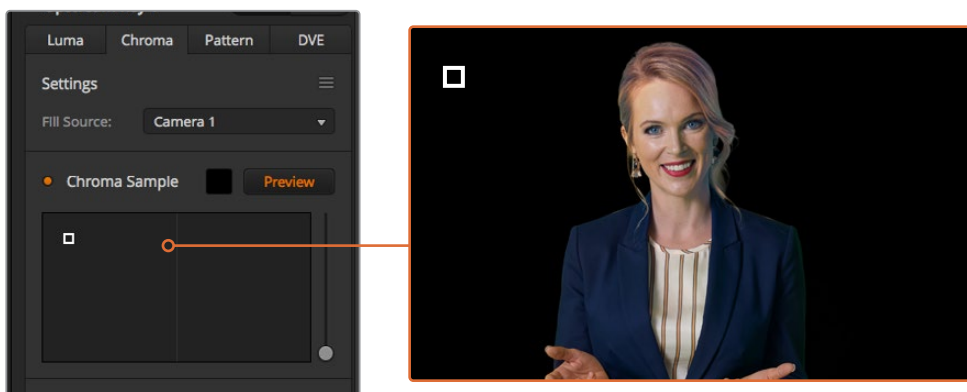 Luma Chroma Pattern DVE
Settings
Fill Source: Camera 1
Chroma Sample Preview